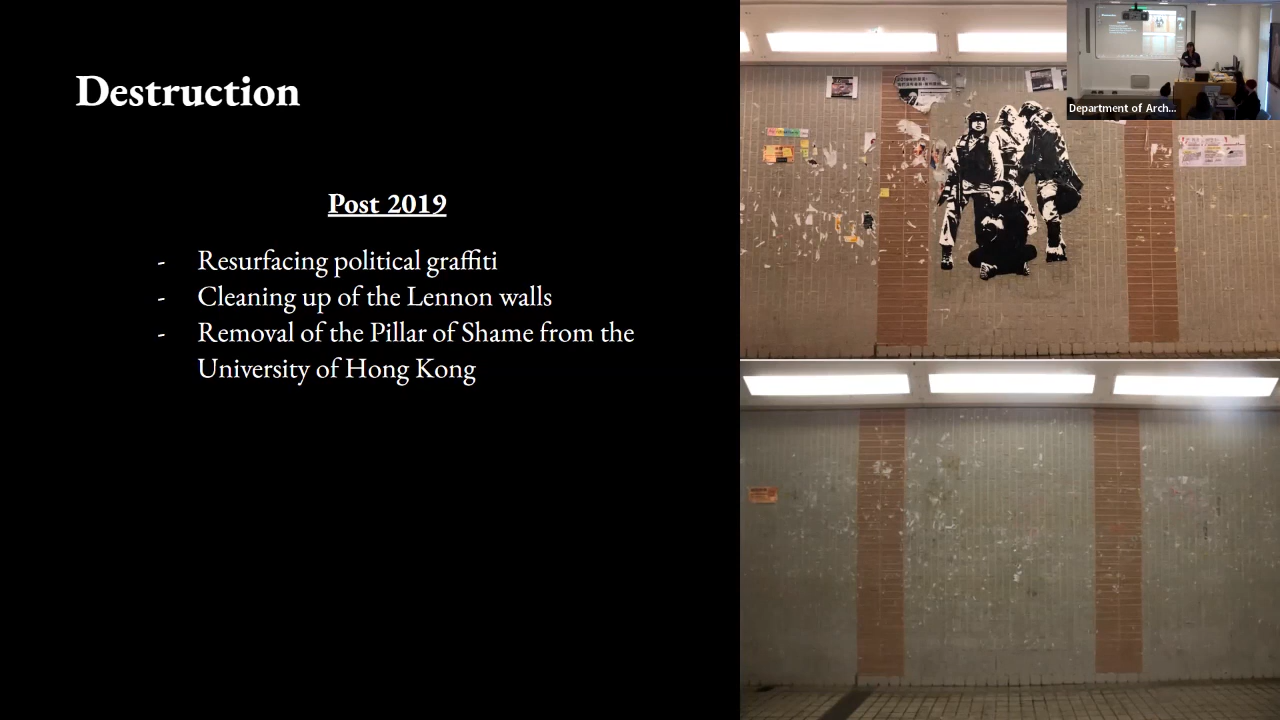 Destruction
Post 2019
- Resurfacing political graffiti
- Cleaning up of the Lennon walls
- Removal of the Pillar of Shame from the
University of Hong Kong
Department of Arch...